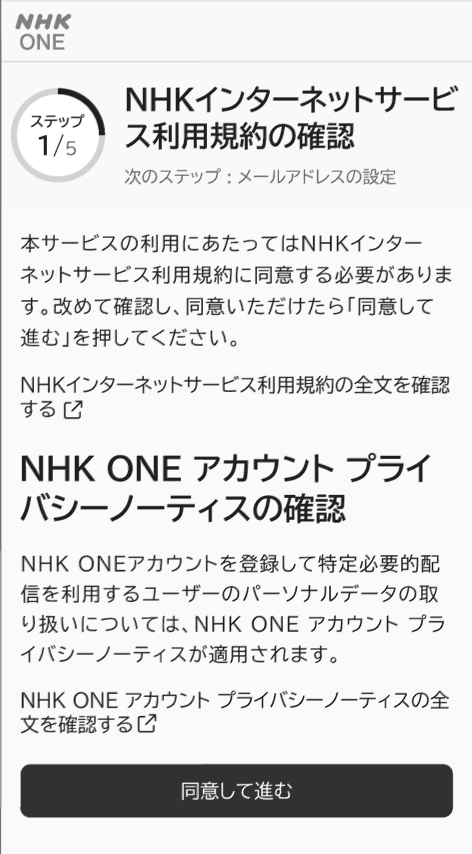 NHK
ONE
ステップ
1/5
NHKインターネットサービ
ス利用規約の確認
次のステップ：メールアドレスの設定
本サービスの利用にあたってはNHKインター
ネットサービス利用規約に同意する必要がありま
す。改めて確認し、同意いただけたら「同意して
進む」を押してください。
NHKインターネットサービス利用規約の全文を確認
する
NHK ONE アカウント プライ
バシーノーティスの確認
NHK ONEアカウントを登録して特定必要的配
信を利用するユーザーのパーソナルデータの取
り扱いについては、NHK ONE アカウント プラ
イバシーノーティスが適用されます。
NHK ONE アカウント プライバシーノーティスの全
文を確認する
同意して進む